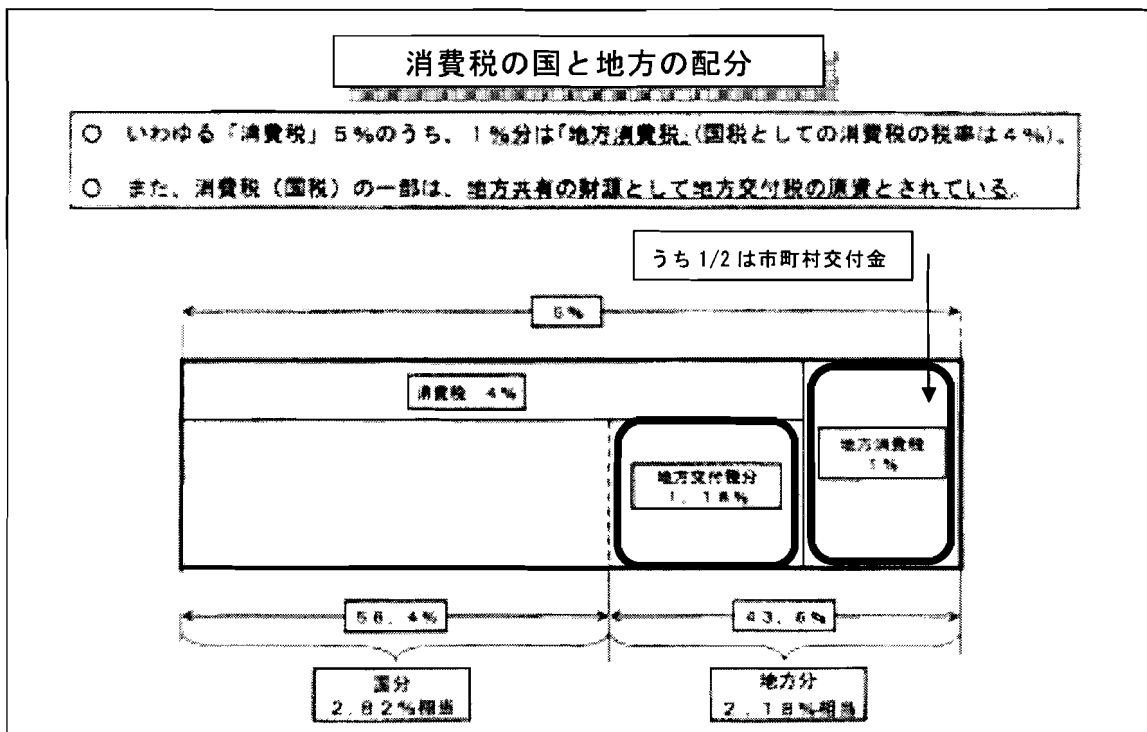 消費税の国と地方の配分
○ いわゆる「消費税」5%のうち、1%分は「地方消費税」(国税としての消費税の税率は4%)。
○ また、消費税(国税)の一部は、地方共有の財源として地方交付税の原資とされている。
うち 1/2 は市町村交付金
5%
消費税 4%
地方消費税
1%
地方交付税分
1.18%
56.4%
43.6%
国分
2.82%相当
地方分
2.18%相当